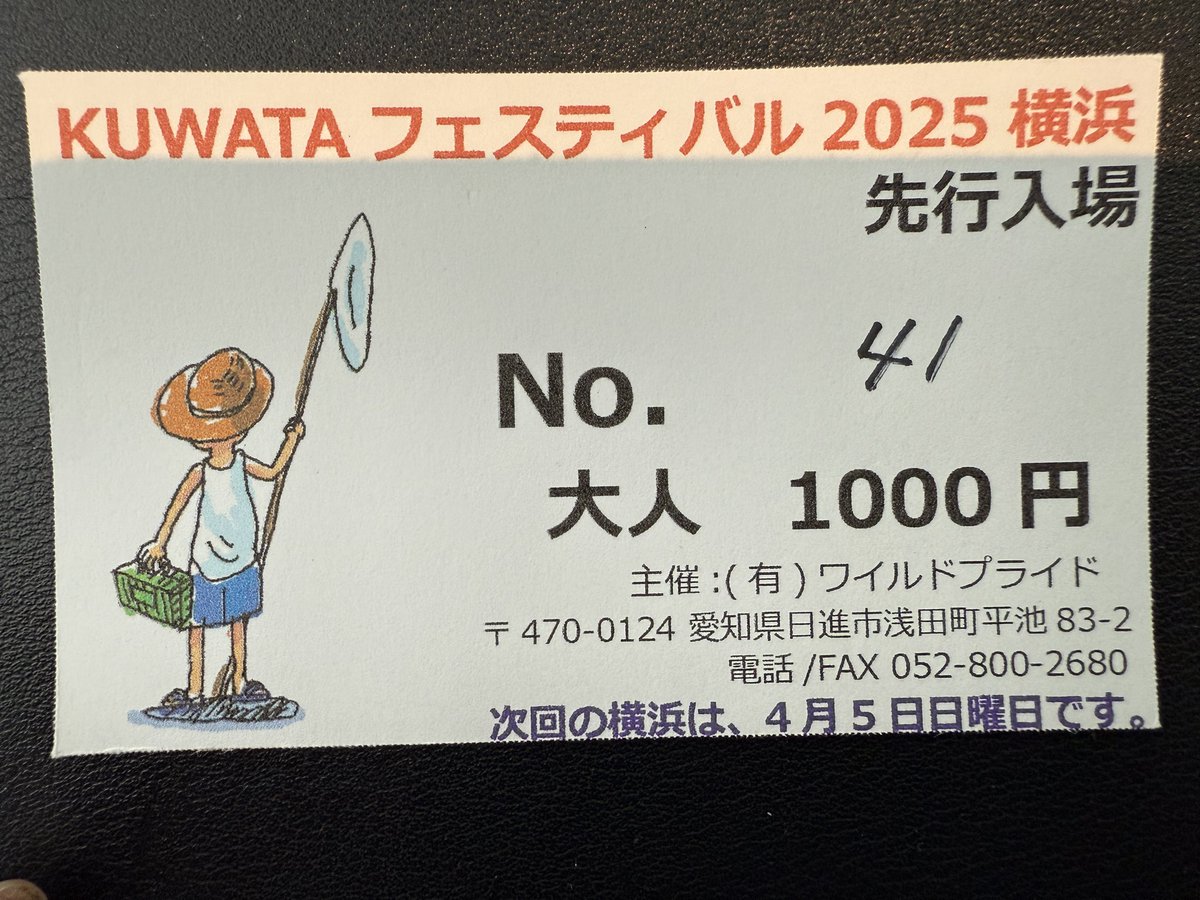 KUWATA フェスティバル 2025 横浜
先行入場
No. 41
大人 1000 円
主催 :( 有 ) ワイルドプライド
〒 470-0124 愛知県日進市浅田町平池 83-2
電話 /FAX 052-800-2680
次回の横浜は、４月５日日曜日です。